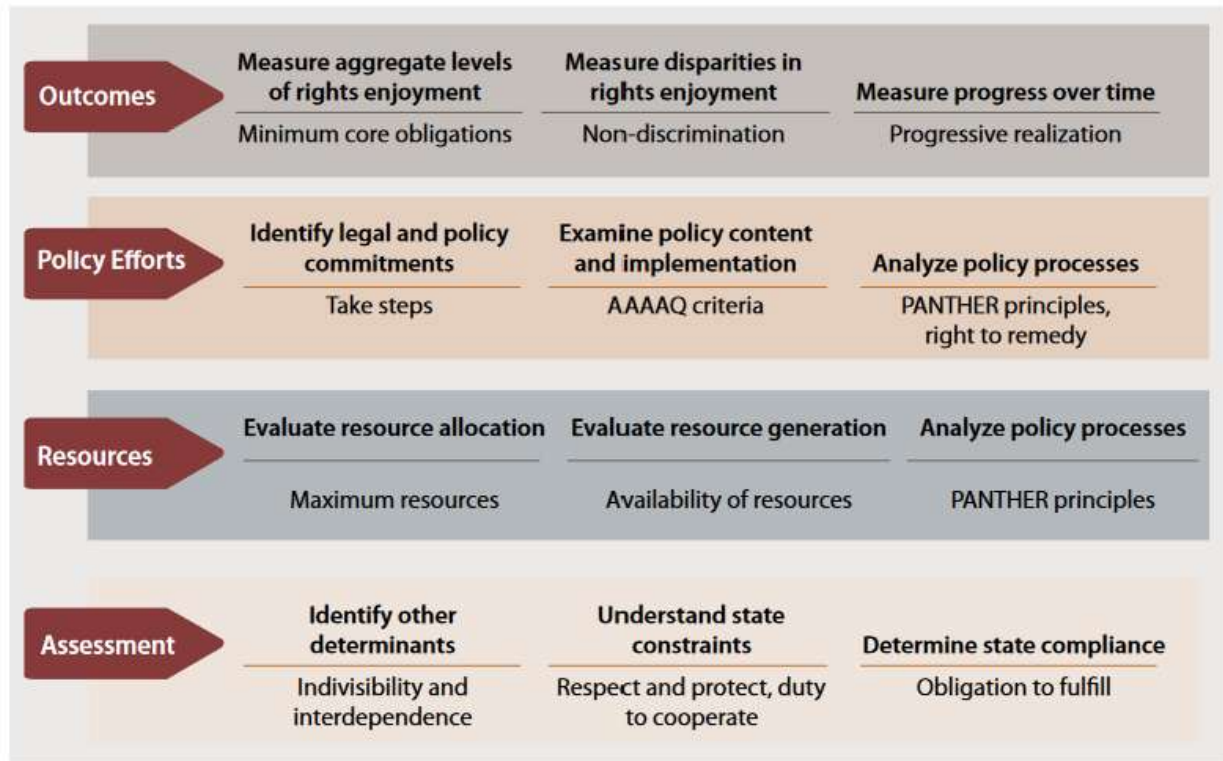 Outcomes
Measure aggregate levels
of rights enjoyment
Minimum core obligations
Measure disparities in
rights enjoyment
Non-discrimination
Measure progress over time
Progressive realization
Policy Efforts
Identify legal and policy
commitments
Take steps
Examine policy content
and implementation
AAAAQ criteria
Analyze policy processes
PANTHER principles,
right to remedy
Resources
Evaluate resource allocation
Maximum resources
Evaluate resource generation
Availability of resources
Analyze policy processes
PANTHER principles
Assessment
Identify other
determinants
Indivisibility and
interdependence
Understand state
constraints
Respect and protect, duty
to cooperate
Determine state compliance
Obligation to fulfill